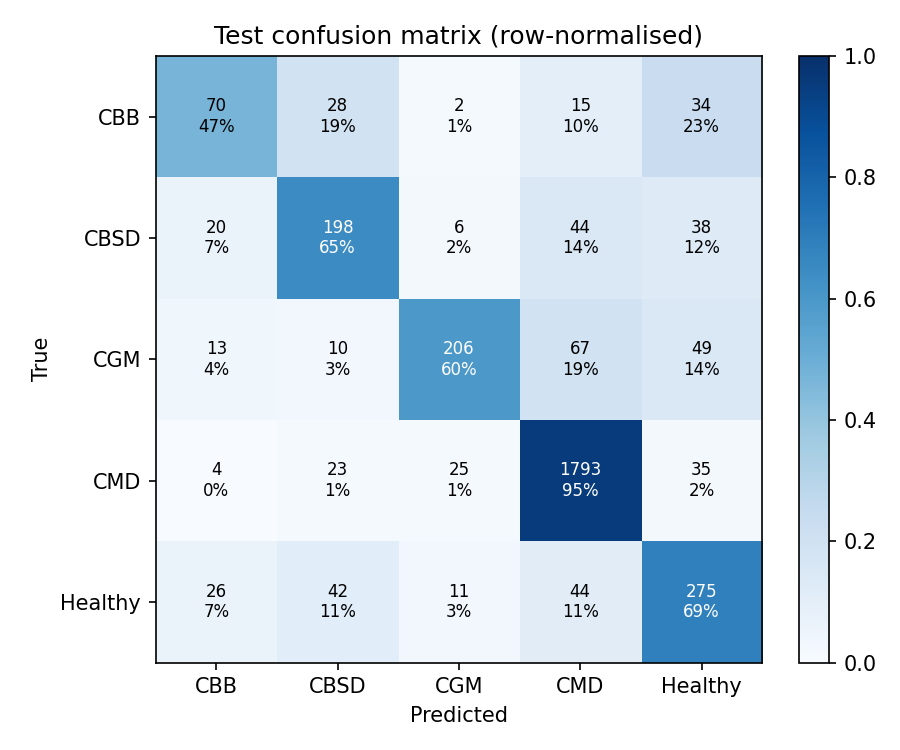 Test confusion matrix (row-normalised)
CBB
70 28 2 15 34
47% 19% 1% 10% 23%
CBSD
20 198 6 44 38
7% 65% 2% 14% 12%
CGM
13 10 206 67 49
4% 3% 60% 19% 14%
CMD
4 23 25 1793 35
0% 1% 1% 95% 2%
Healthy
26 42 11 44 275
7% 11% 3% 11% 69%
CBB CBSD CGM CMD Healthy
Predicted
True
1.0
0.8
0.6
0.4
0.2
0.0